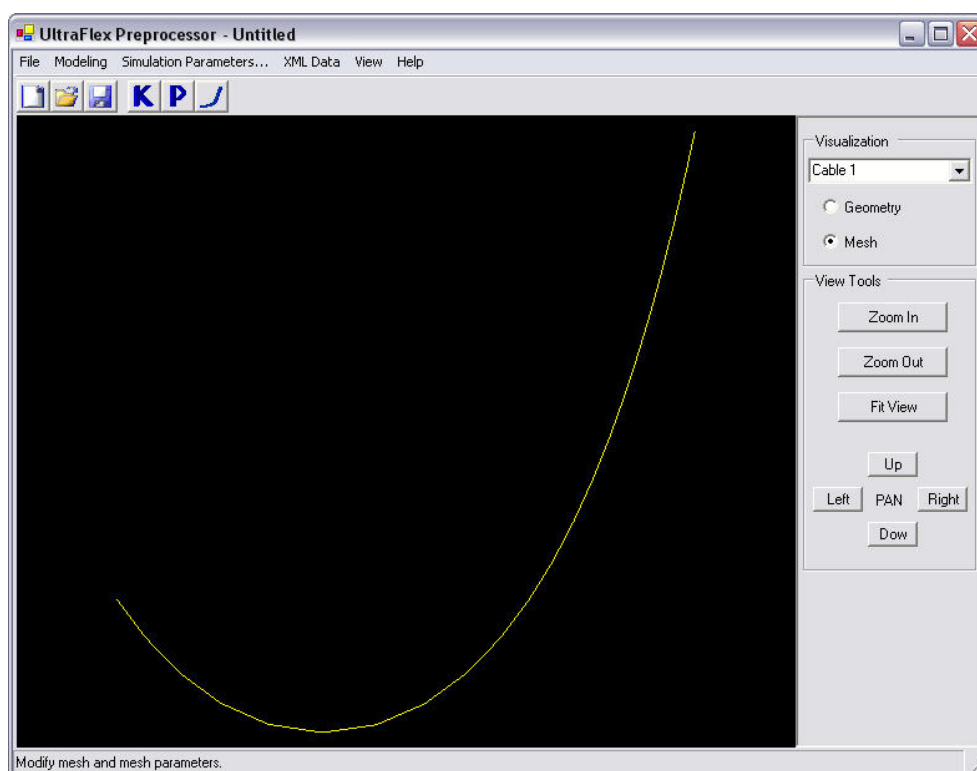 UltraFlex Preprocessor - Untitled
File Modeling Simulation Parameters... XML Data View Help
K P
Visualization
Cable 1
Geometry
Mesh
View Tools
Zoom In
Zoom Out
Fit View
Up
Left PAN Right
Dow
Modify mesh and mesh parameters.